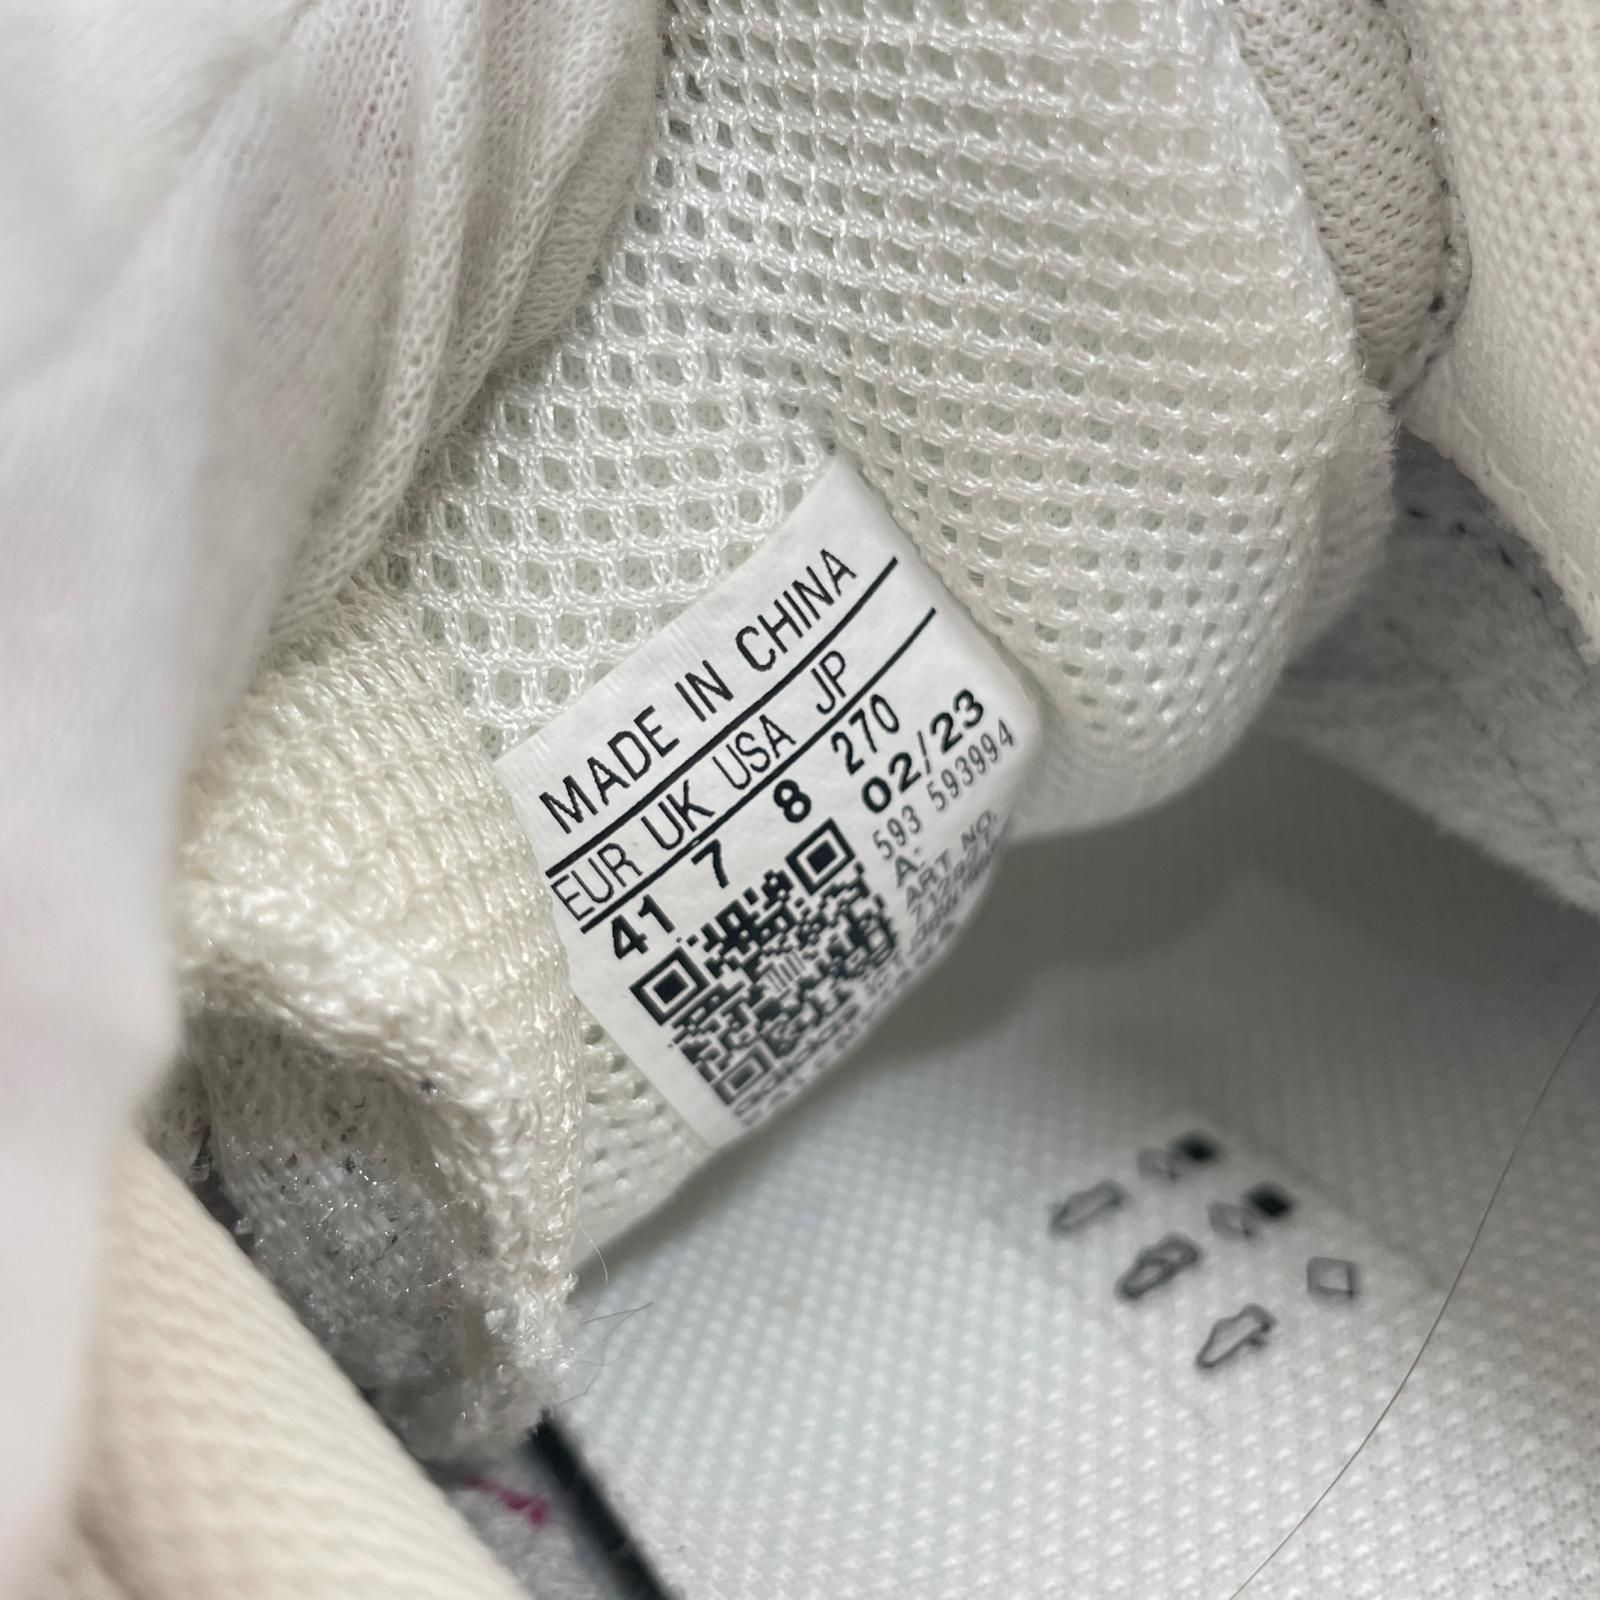 MADE IN CHINA
EUR UK USA JP
41 7 8 270
02/23
593 593994
A
ART NO.